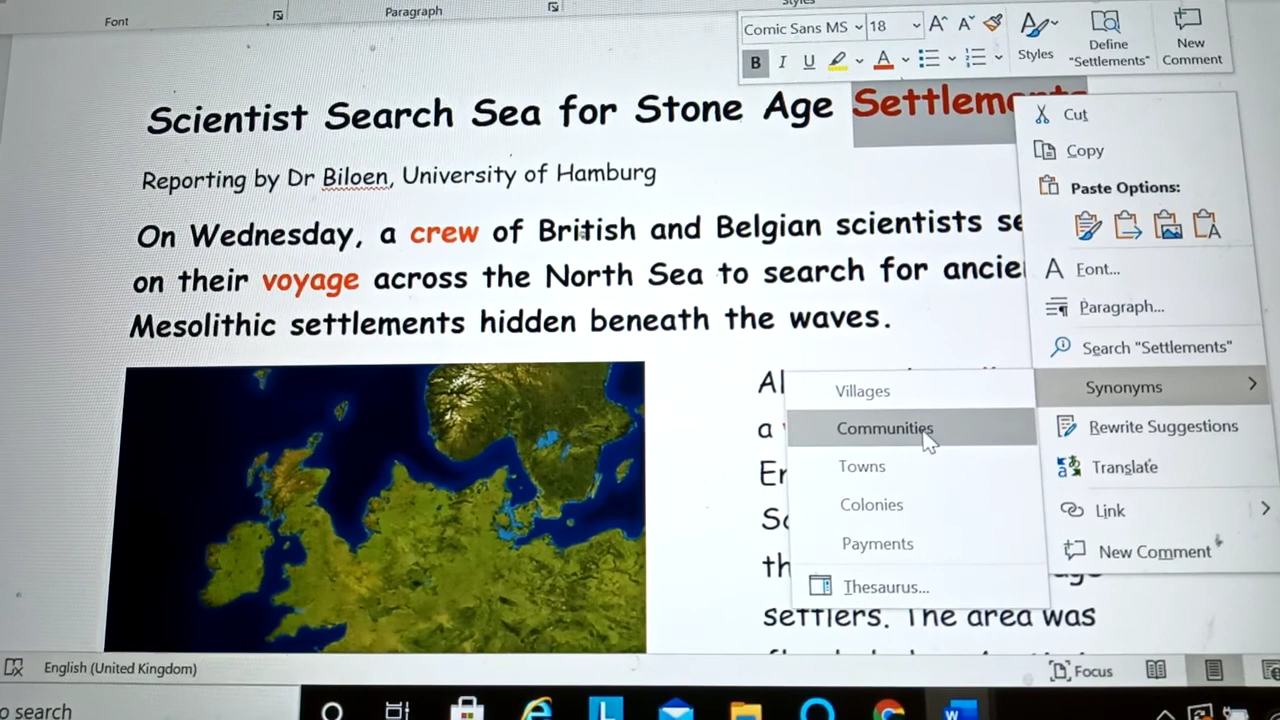 Font
Paragraph
Styles
Comic Sans MS
18
A A
B I U A
Styles
Define "Settlements"
New Comment
Scientist Search Sea for Stone Age
Reporting by Dr Biloen, University of Hamburg
On Wednesday, a crew of British and Belgian scientists
on their voyage across the North Sea to search for
Mesolithic settlements hidden beneath the waves.
a
settlers. The area was
Cut
Copy
Paste Options:
Font...
Paragraph...
Search "Settlements"
Synonyms
Rewrite Suggestions
Translate
Link
New Comment
Villages
Communities
Towns
Colonies
Payments
Thesaurus...
English (United Kingdom)
Focus
search